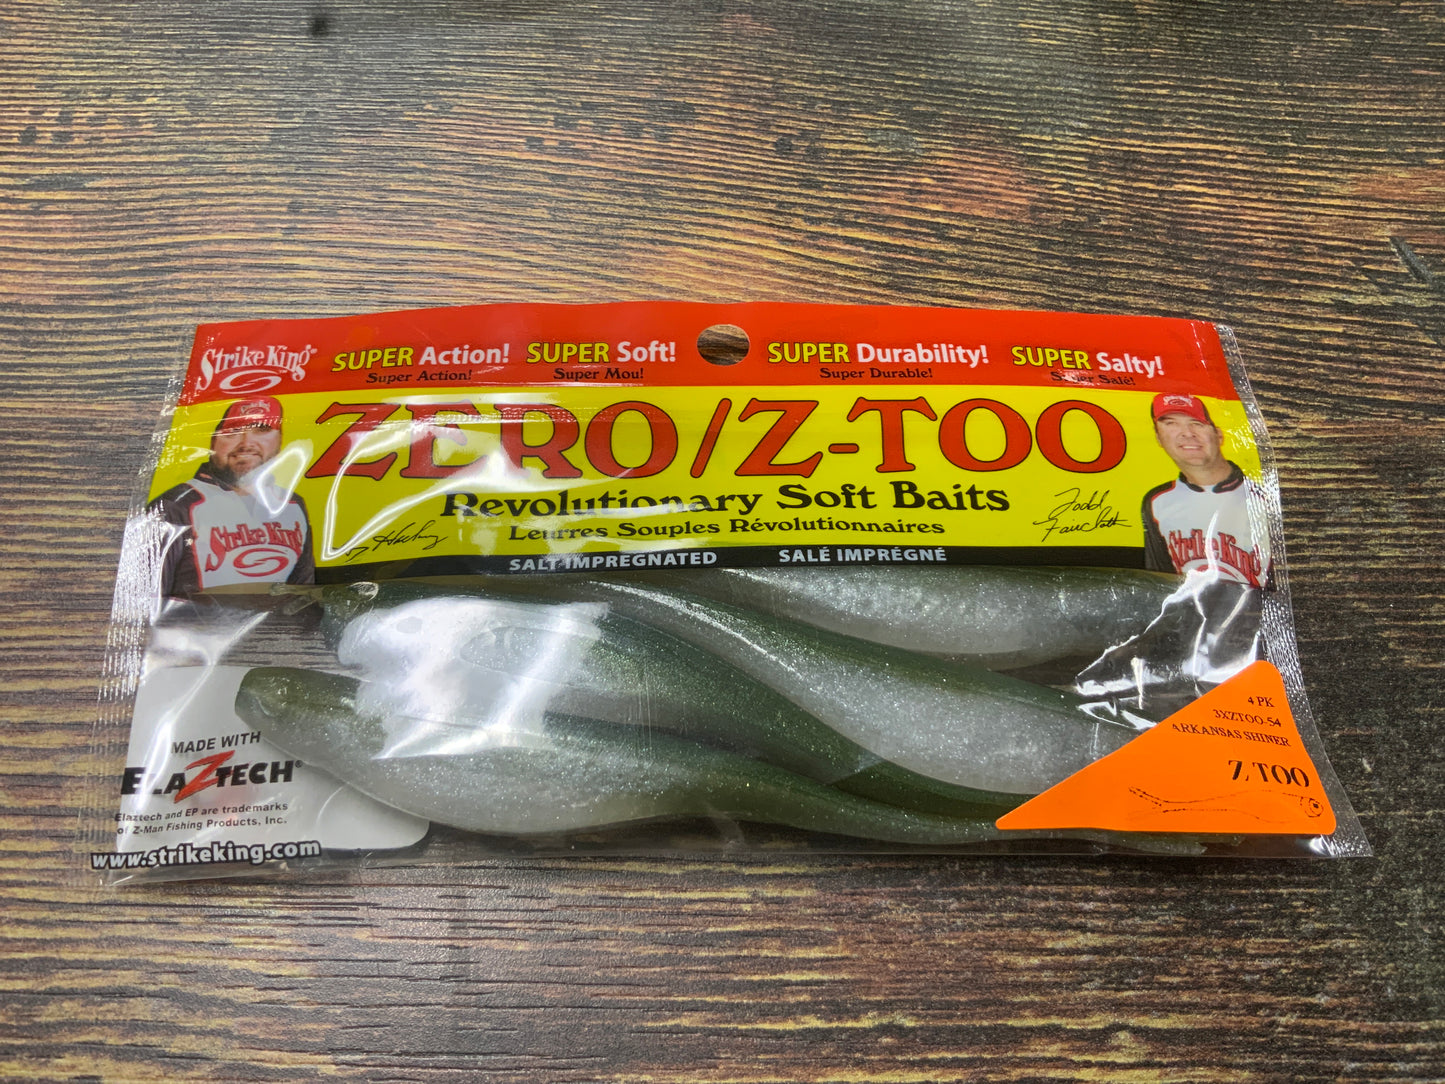 Strike King®
SUPER Action! SUPER Soft! SUPER Durability! SUPER Salty!
Super Action! Super Mou! Super Durable! Super Salé!
ZERO/Z-TOO
Revolutionary Soft Baits
Leurres Souples Révolutionnaires
SALT IMPREGNATED SALÉ IMPRÉGNÉ
Todd
Faircloth
Strike King
Strike King
4 PK
3XZTOO-54
ARKANSAS SHINER
Z TOO
MADE WITH
ELAZTECH®
Elaztech and EP are trademarks
of Z-Man Fishing Products, Inc.
www.strikeking.com